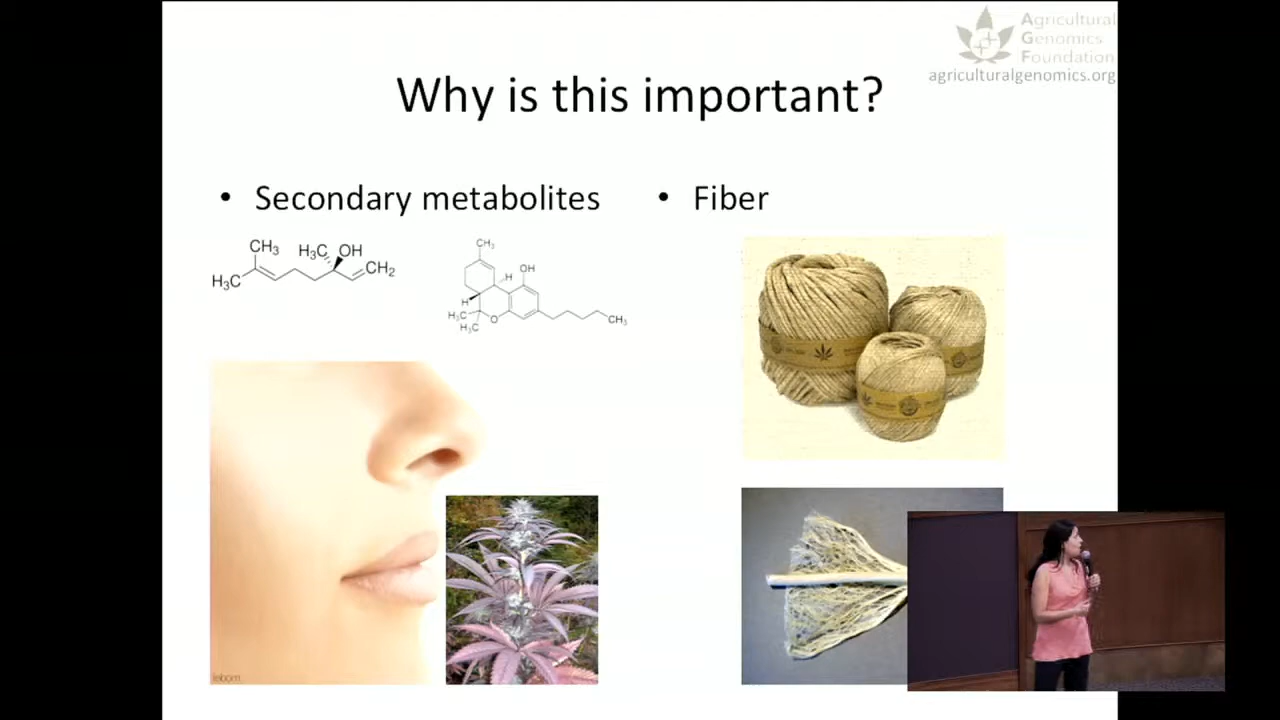 Agricultural
Genomics
Foundation
agriculturalgenomics.org
Why is this important?
• Secondary metabolites
• Fiber
CH3
H3C
OH
CH2
H3C
CH3
OH
H
H
H3C
H3C
O
CH3